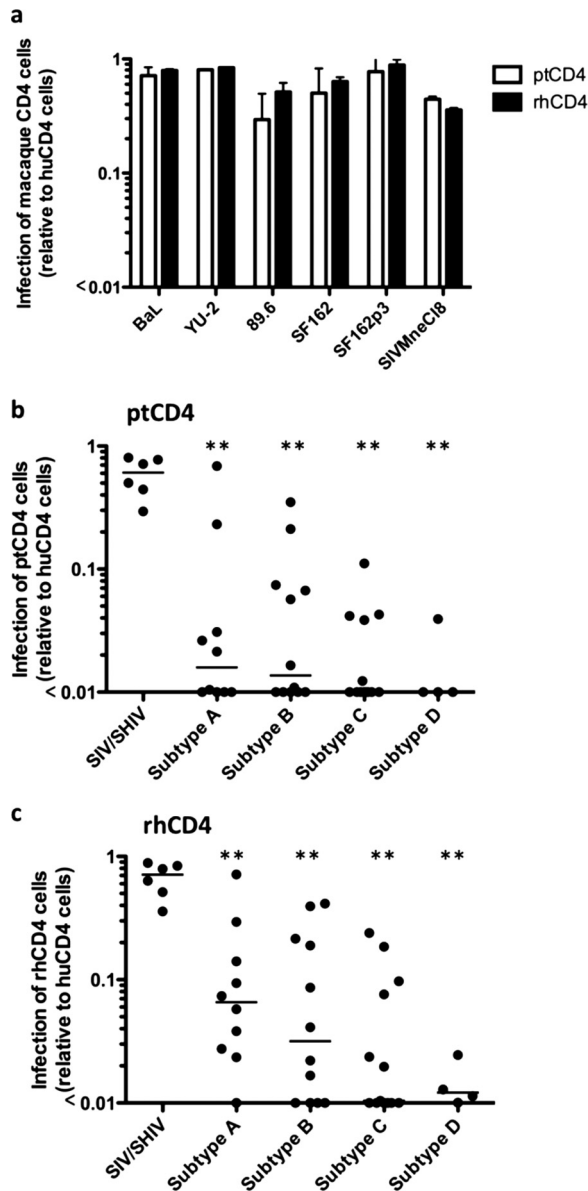 a
Infection of macaque CD4 cells
(relative to huCD4 cells)
1
0.1
<0.01
ptCD4
rhCD4
BaL
YU-2
89.6
SF162
SF162p3
SIVMneCl8
b
ptCD4
Infection of ptCD4 cells
(relative to huCD4 cells)
1
0.1
<0.01
** ** ** **
SIV/SHIV
Subtype A
Subtype B
Subtype C
Subtype D
c
rhCD4
Infection of rhCD4 cells
(relative to huCD4 cells)
1
0.1
<0.01
** ** ** **
SIV/SHIV
Subtype A
Subtype B
Subtype C
Subtype D